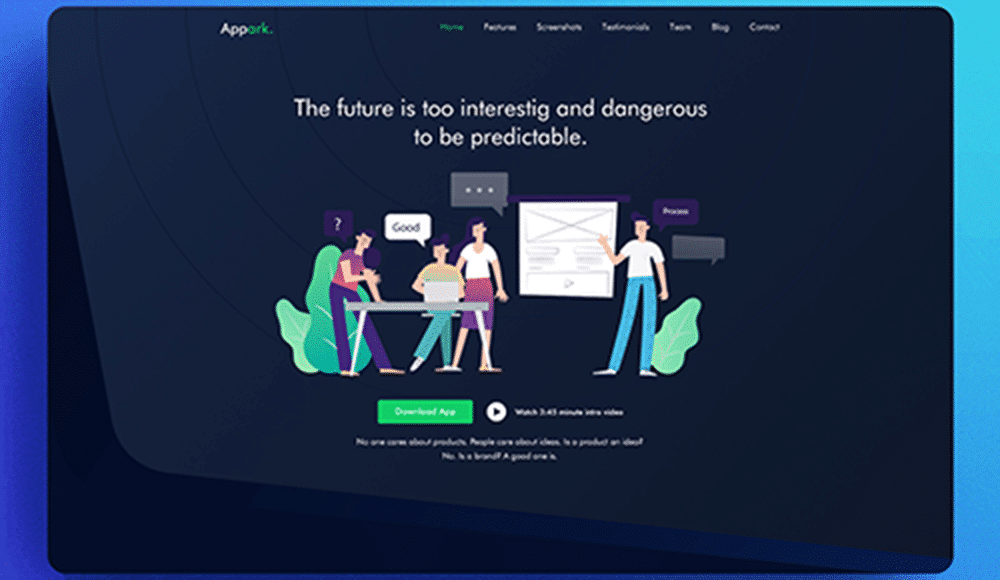 Appark.
Home Features Screenshots Testimonials Team Blog Contact
The future is too interestig and dangerous
to be predictable.
?
Good
Process
Download App
Watch 3:45 minute intro video
No one cares about products. People care about ideas. Is a product an idea?
No. Is a brand? A good one is.